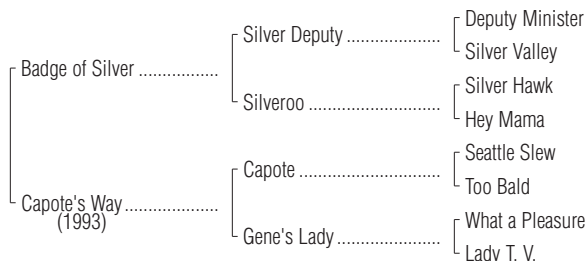 Deputy Minister
Silver Deputy ....................
Silver Valley
Badge of Silver .................
Silver Hawk
Silveroo .............................
Hey Mama
Seattle Slew
Capote ...............................
Too Bald
Capote's Way ....................
(1993)
What a Pleasure
Gene's Lady ......................
Lady T. V.